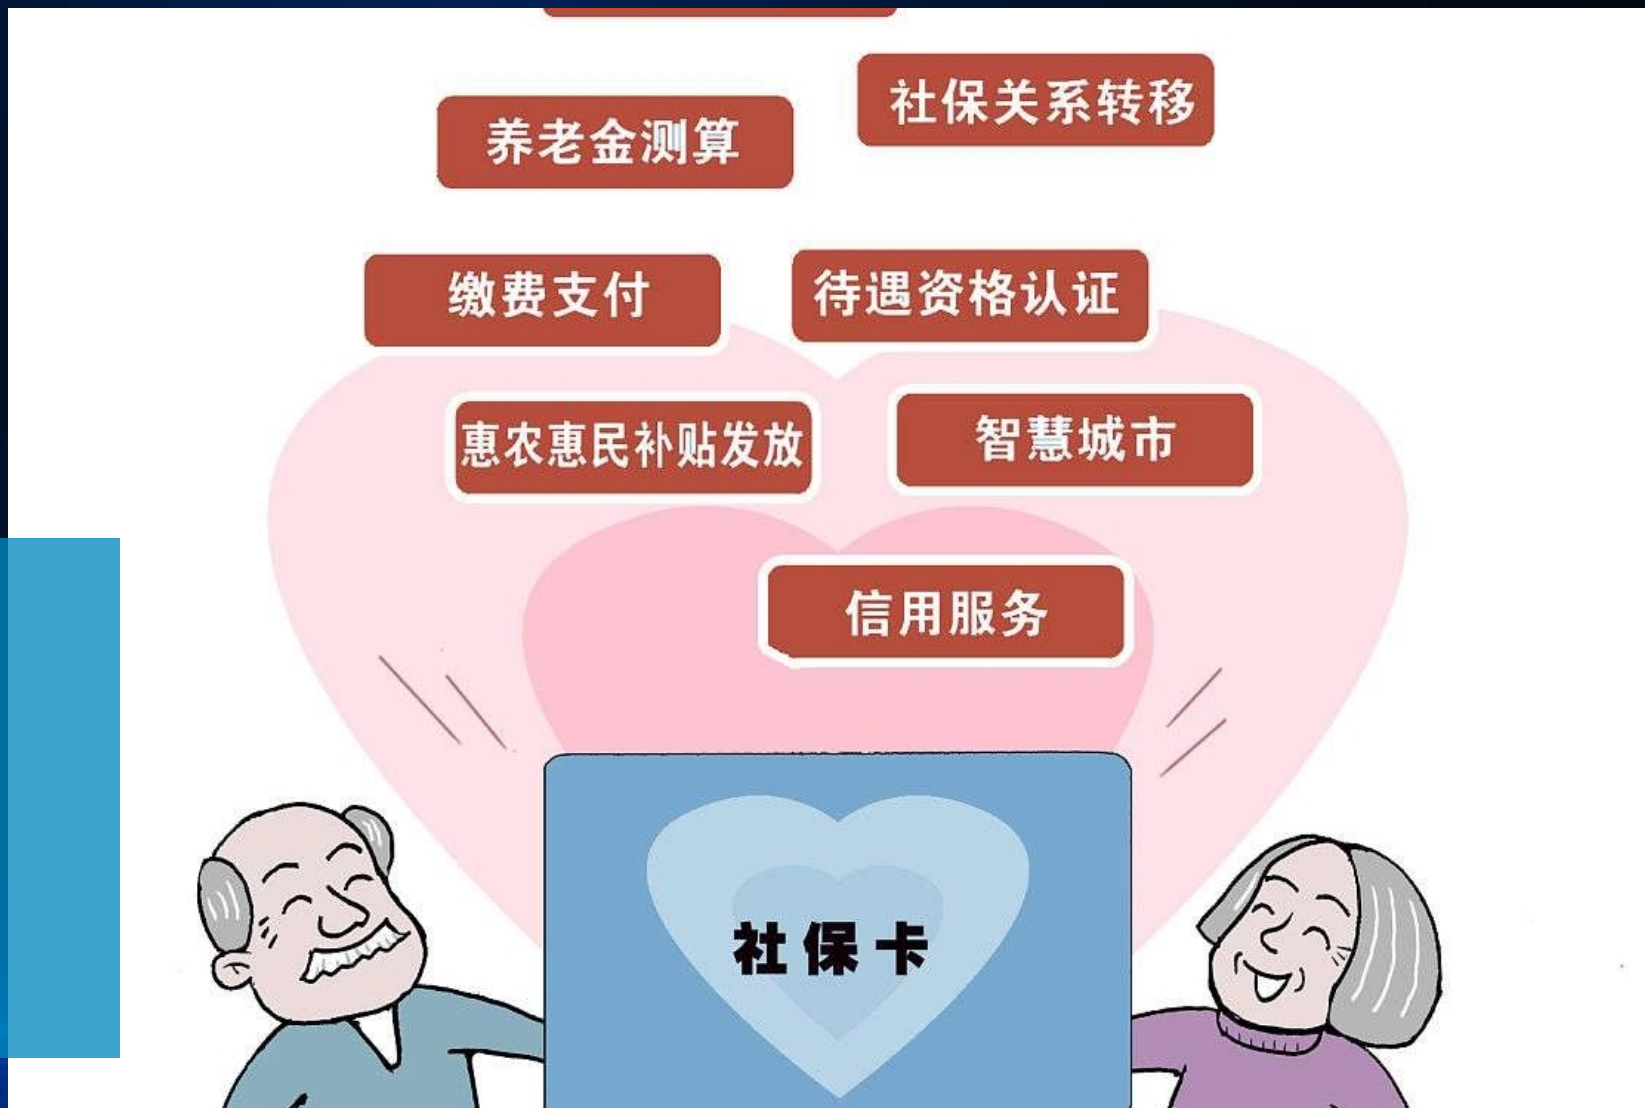 社保关系转移
养老金测算
缴费支付
待遇资格认证
惠农惠民补贴发放
智慧城市
信用服务
社保卡